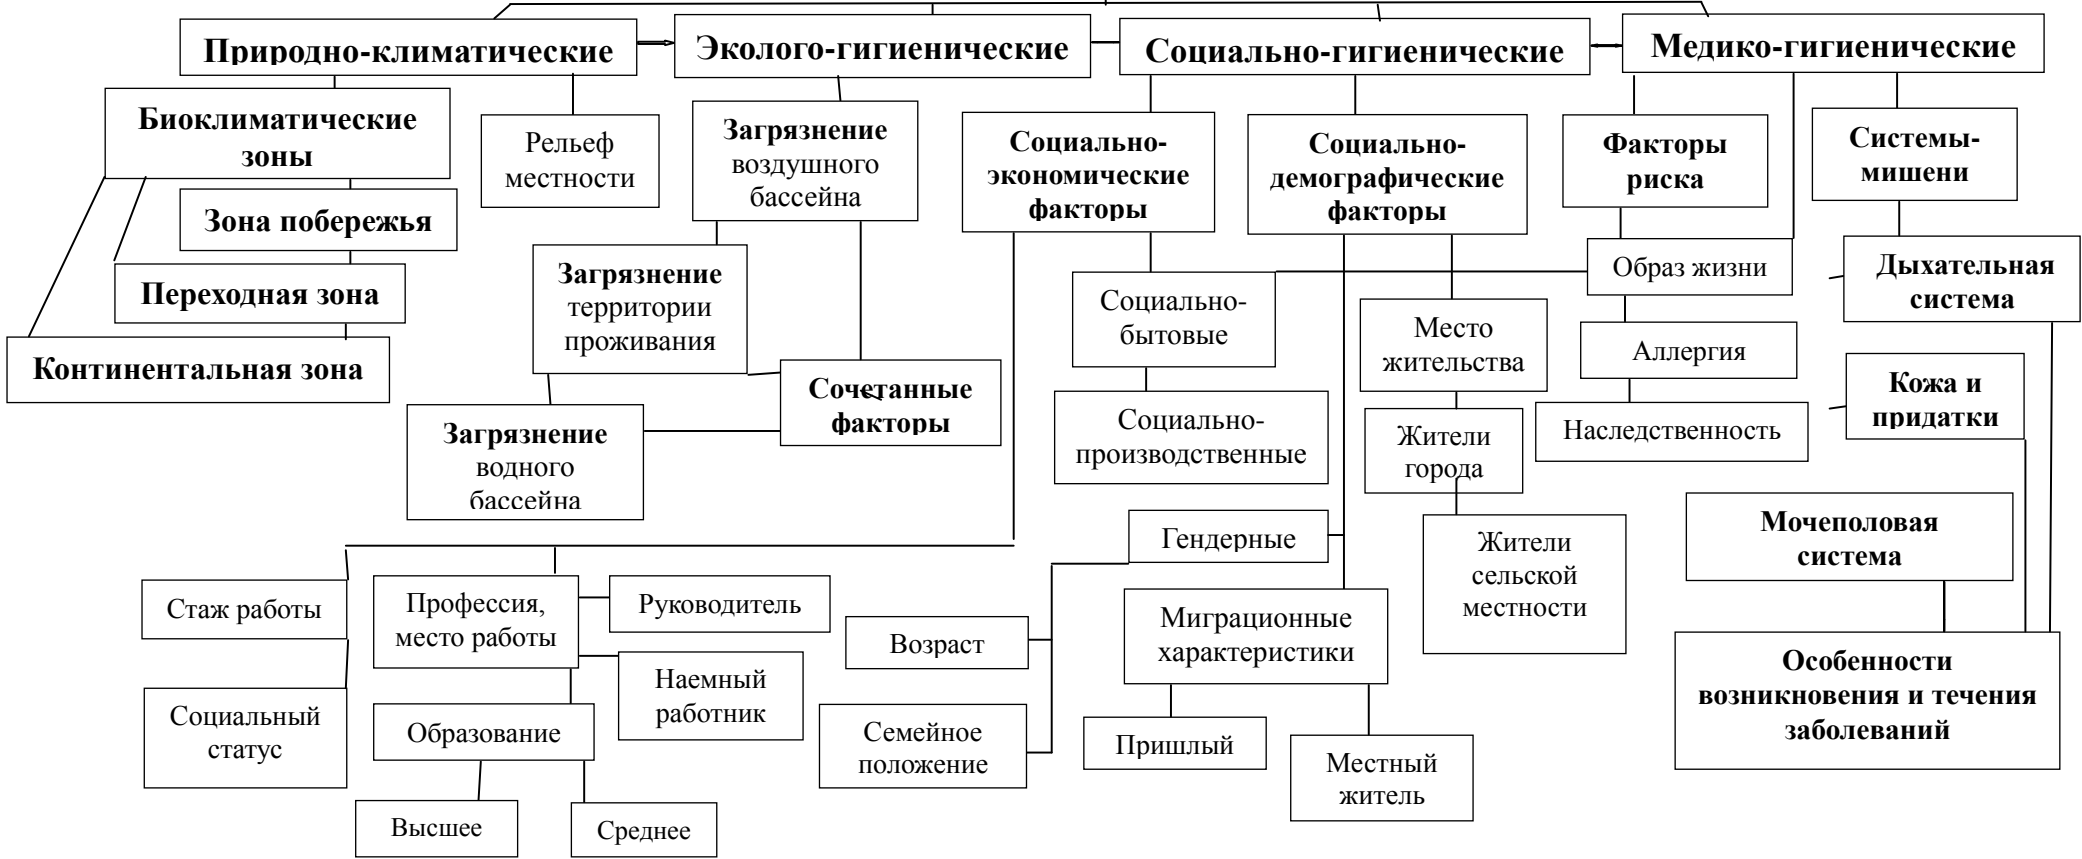 Природно-климатические
Эколого-гигиенические
Социально-гигиенические
Медико-гигиенические
Биоклиматические
зоны
Рельеф
местности
Зона побережья
Переходная зона
Континентальная зона
Загрязнение
воздушного
бассейна
Загрязнение
территории
проживания
Сочетанные
факторы
Загрязнение
водного
бассейна
Социально-
экономические
факторы
Социально-
демографические
факторы
Факторы
риска
Системы-
мишени
Социально-
бытовые
Социально-
производственные
Место
жительства
Жители
города
Жители
сельской
местности
Образ жизни
Аллергия
Наследственность
Дыхательная
система
Кожа и
придатки
Мочеполовая
система
Особенности
возникновения и течения
заболеваний
Стаж работы
Социальный
статус
Профессия,
место работы
Руководитель
Наемный
работник
Образование
Высшее
Среднее
Гендерные
Возраст
Семейное
положение
Миграционные
характеристики
Пришлый
Местный
житель